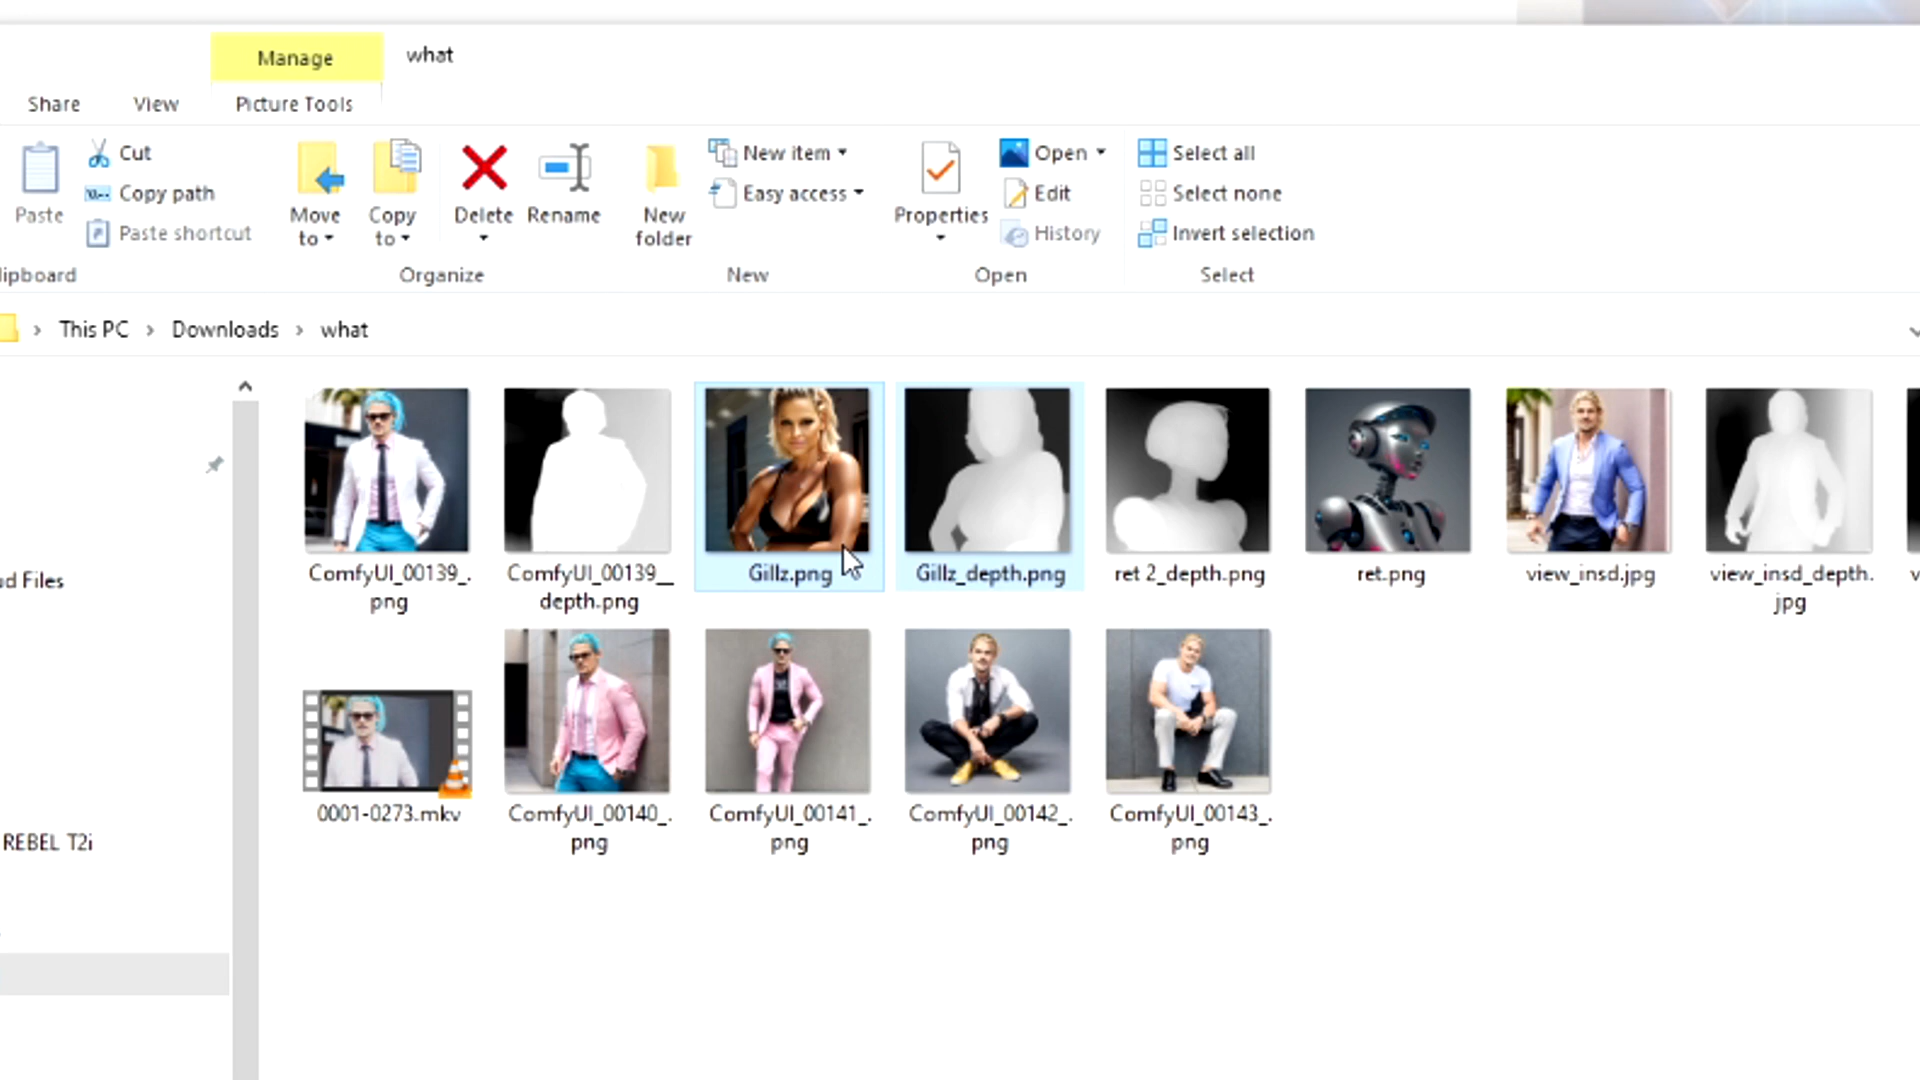 Manage
what
Share
View
Picture Tools
Paste
Cut
Copy path
Paste shortcut
Move to
Copy to
Delete
Rename
New folder
New item
Easy access
Properties
Open
Edit
History
Select all
Select none
Invert selection
lipboard
Organize
New
Open
Select
This PC
Downloads
what
ComfyUI_00139_.
png
ComfyUI_00139__
depth.png
Gillz.png
Gillz_depth.png
ret 2_depth.png
ret.png
view_insd.jpg
view_insd_depth.
jpg
v
ud Files
0001-0273.mkv
ComfyUI_00140_.
png
ComfyUI_00141_.
png
ComfyUI_00142_.
png
ComfyUI_00143_.
png
REBEL T2i